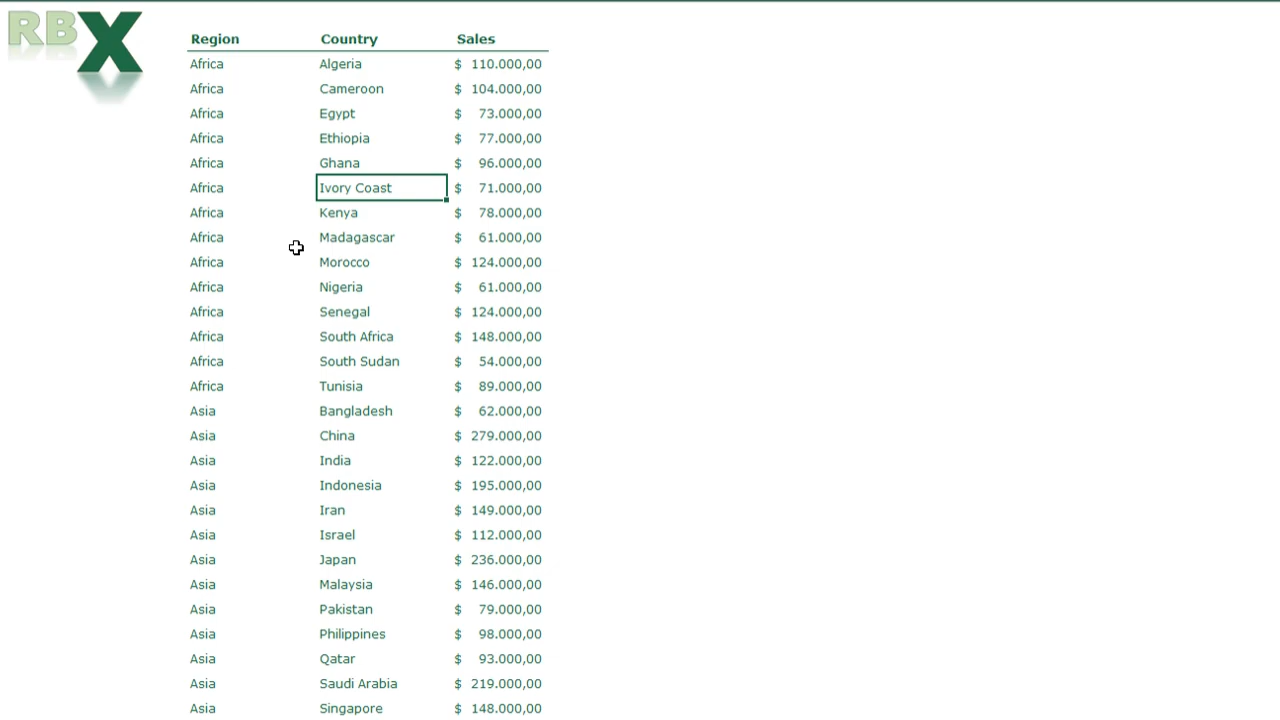 RBX
Region Country Sales
Africa Algeria $ 110.000,00
Africa Cameroon $ 104.000,00
Africa Egypt $ 73.000,00
Africa Ethiopia $ 77.000,00
Africa Ghana $ 96.000,00
Africa Ivory Coast $ 71.000,00
Africa Kenya $ 78.000,00
Africa Madagascar $ 61.000,00
Africa Morocco $ 124.000,00
Africa Nigeria $ 61.000,00
Africa Senegal $ 124.000,00
Africa South Africa $ 148.000,00
Africa South Sudan $ 54.000,00
Africa Tunisia $ 89.000,00
Asia Bangladesh $ 62.000,00
Asia China $ 279.000,00
Asia India $ 122.000,00
Asia Indonesia $ 195.000,00
Asia Iran $ 149.000,00
Asia Israel $ 112.000,00
Asia Japan $ 236.000,00
Asia Malaysia $ 146.000,00
Asia Pakistan $ 79.000,00
Asia Philippines $ 98.000,00
Asia Qatar $ 93.000,00
Asia Saudi Arabia $ 219.000,00
Asia Singapore $ 148.000,00